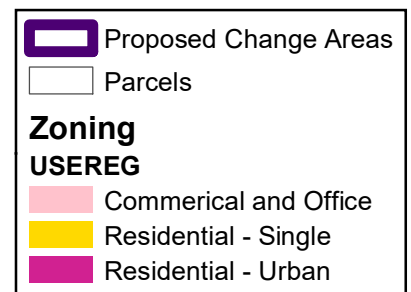 Proposed Change Areas
Parcels
Zoning
USEREG
Commerical and Office
Residential - Single
Residential - Urban